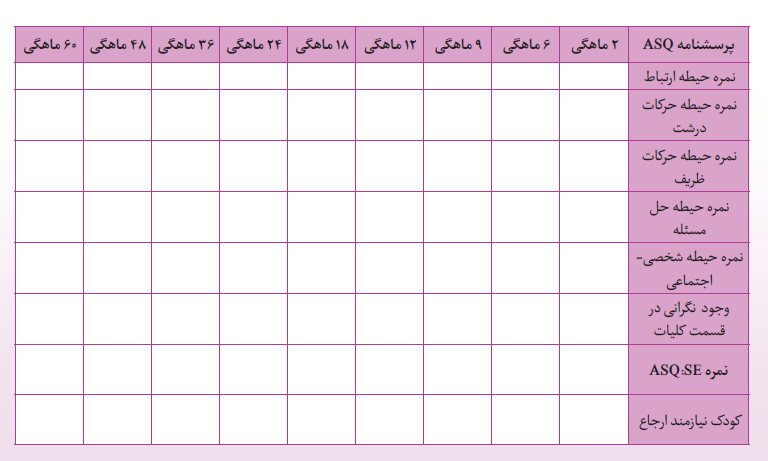 پرسشنامه ASQ ۲ ماهگی ۶ ماهگی ۹ ماهگی ۱۲ ماهگی ۱۸ ماهگی ۲۴ ماهگی ۳۶ ماهگی ۴۸ ماهگی ۶۰ ماهگی
نمره حیطه ارتباط
نمره حیطه حرکات
درشت
نمره حیطه حرکات
ظریف
نمره حیطه حل
مسئله
نمره حیطه شخصی-
اجتماعی
وجود نگرانی در
قسمت کلیات
نمره ASQ:SE
کودک نیازمند ارجاع